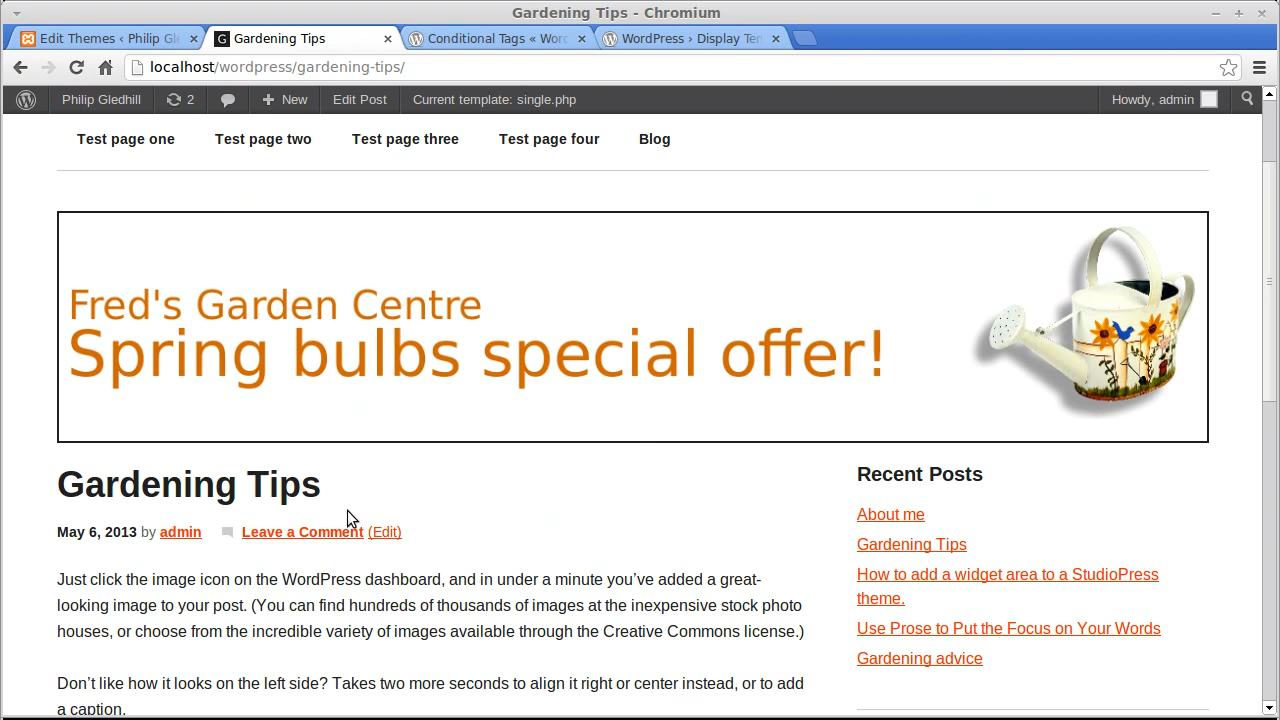 Gardening Tips - Chromium
Edit Themes ‹ Philip Gle
Gardening Tips
Conditional Tags « Word
WordPress › Display Tem
localhost/wordpress/gardening-tips/
Philip Gledhill
2
New
Edit Post
Current template: single.php
Howdy, admin
Test page one
Test page two
Test page three
Test page four
Blog
Fred's Garden Centre
Spring bulbs special offer!
Gardening Tips
May 6, 2013 by admin Leave a Comment (Edit)
Just click the image icon on the WordPress dashboard, and in under a minute you’ve added a great-
looking image to your post. (You can find hundreds of thousands of images at the inexpensive stock photo
houses, or choose from the incredible variety of images available through the Creative Commons license.)
Don’t like how it looks on the left side? Takes two more seconds to align it right or center instead, or to add
a caption.
Recent Posts
About me
Gardening Tips
How to add a widget area to a StudioPress
theme.
Use Prose to Put the Focus on Your Words
Gardening advice